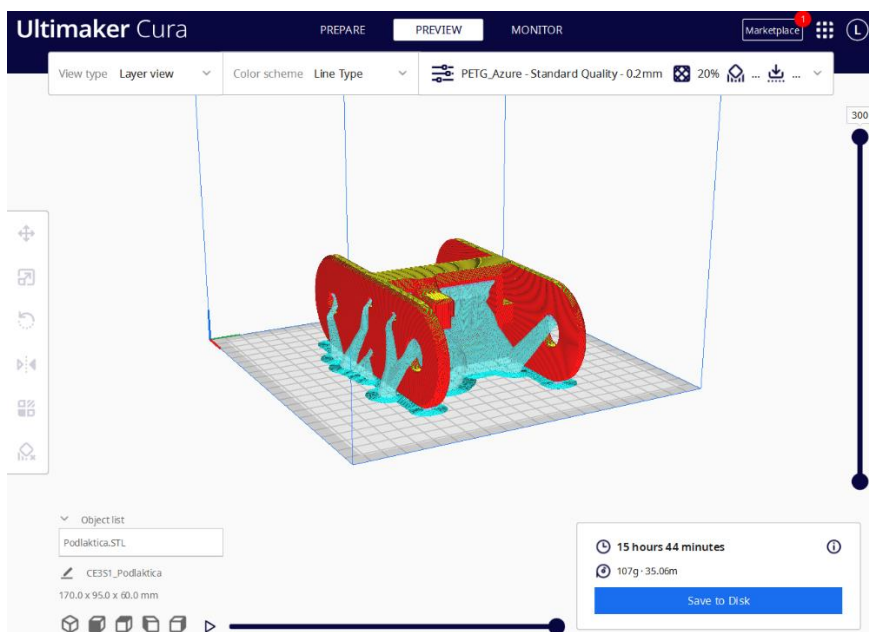 Ultimaker Cura
PREPARE
PREVIEW
MONITOR
Marketplace
1
L
View type Layer view
Color scheme Line Type
PETG_Azure - Standard Quality - 0.2mm
20%
...
...
300
Object list
Podlaktica.STL
CE3S1_Podlaktica
170.0 x 95.0 x 60.0 mm
15 hours 44 minutes
107g · 35.06m
Save to Disk